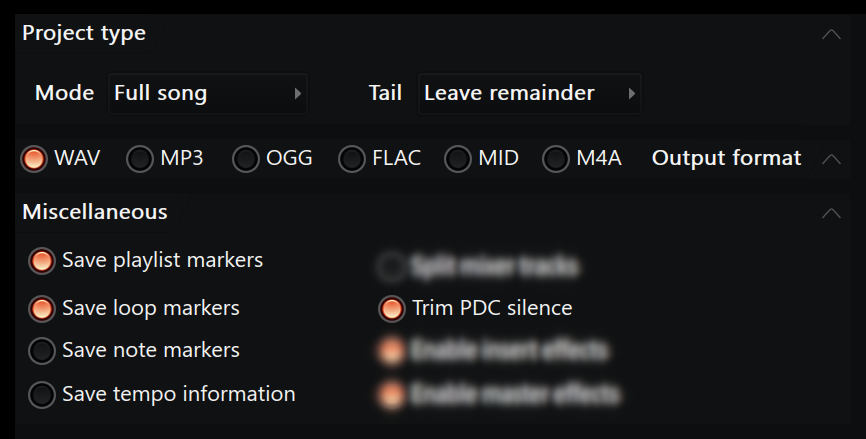 Project type
Mode Full song Tail Leave remainder
WAV MP3 OGG FLAC MID M4A Output format
Miscellaneous
Save playlist markers Split mixer tracks
Save loop markers Trim PDC silence
Save note markers Enable insert effects
Save tempo information Enable master effects